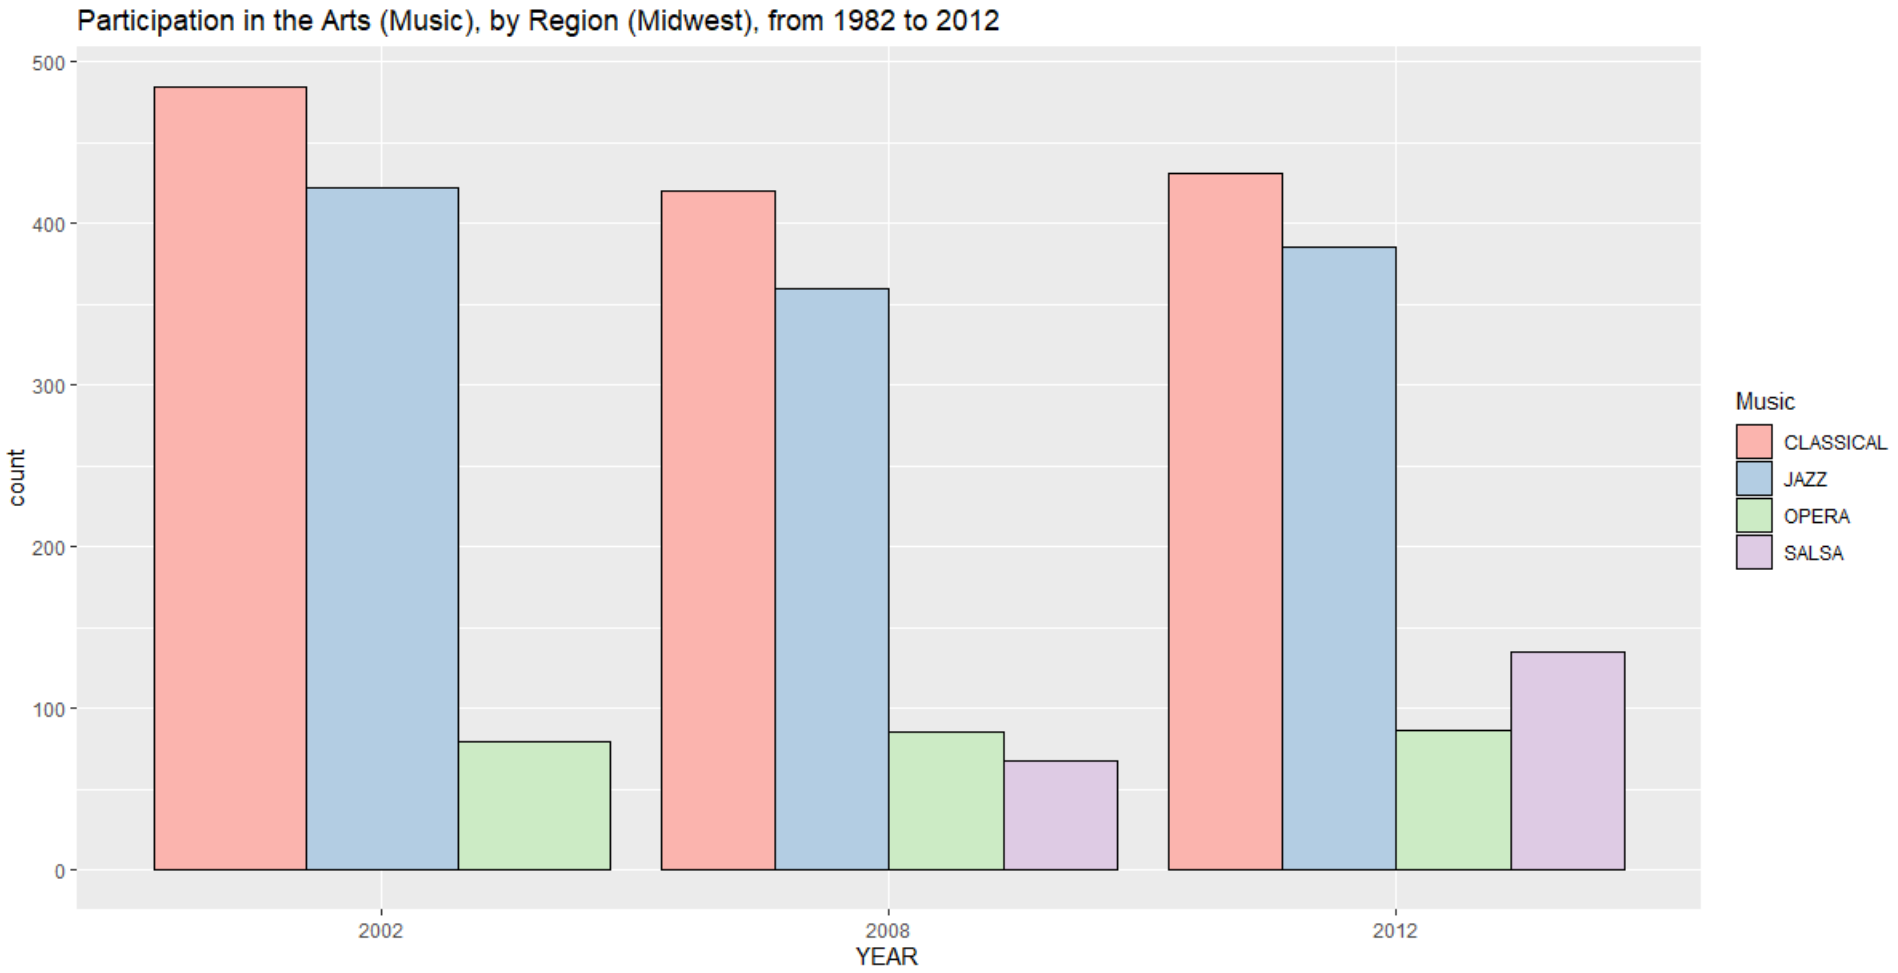 Participation in the Arts (Music), by Region (Midwest), from 1982 to 2012
500
400
300
200
100
0
count
2002
2008
2012
YEAR
Music
CLASSICAL
JAZZ
OPERA
SALSA